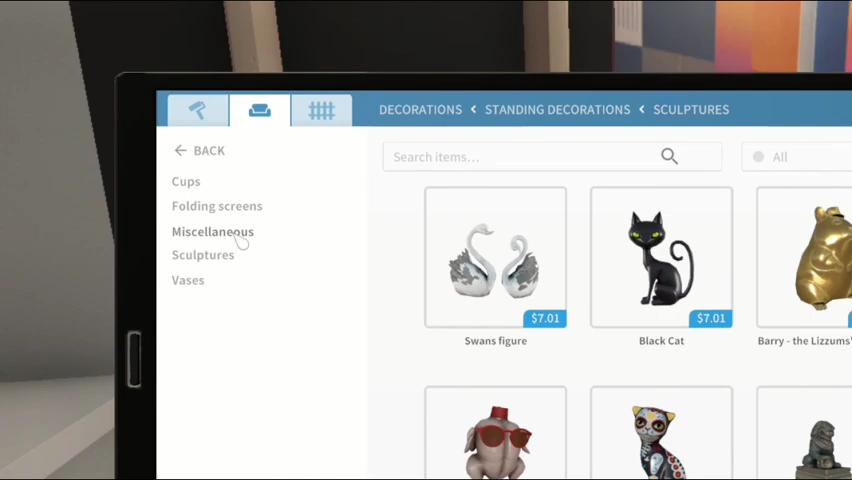 DECORATIONS < STANDING DECORATIONS < SCULPTURES
BACK
Search items...
All
Cups
Folding screens
Miscellaneous
Sculptures
Vases
$7.01
$7.01
Swans figure
Black Cat
Barry - the Lizzums'